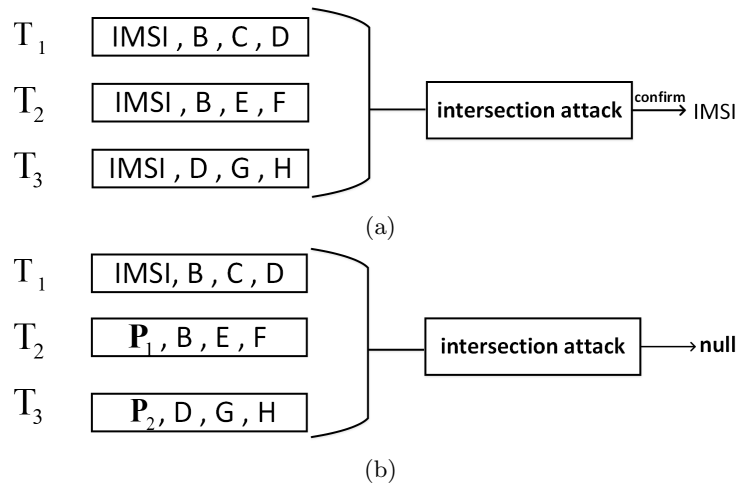 T1 IMSI , B , C , D
T2 IMSI , B , E , F
T3 IMSI , D , G , H
intersection attack confirm IMSI
(a)
T1 IMSI, B , C , D
T2 P1 , B , E , F
T3 P2 , D , G , H
intersection attack null
(b)